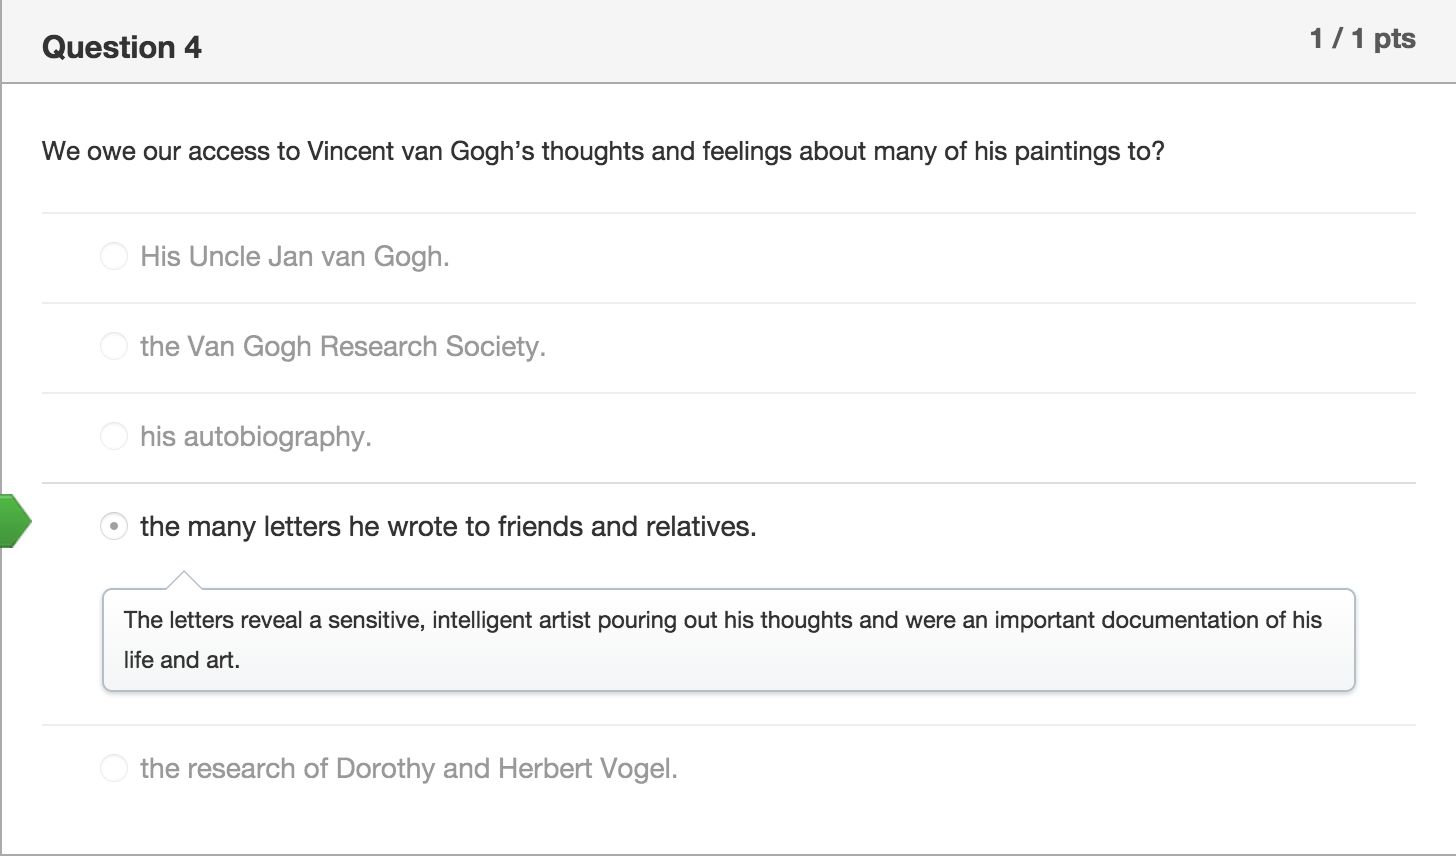 Question 4
1 / 1 pts
We owe our access to Vincent van Gogh's thoughts and feelings about many of his paintings to?
His Uncle Jan van Gogh.
the Van Gogh Research Society.
his autobiography.
the many letters he wrote to friends and relatives.
The letters reveal a sensitive, intelligent artist pouring out his thoughts and were an important documentation of his
life and art.
the research of Dorothy and Herbert Vogel.